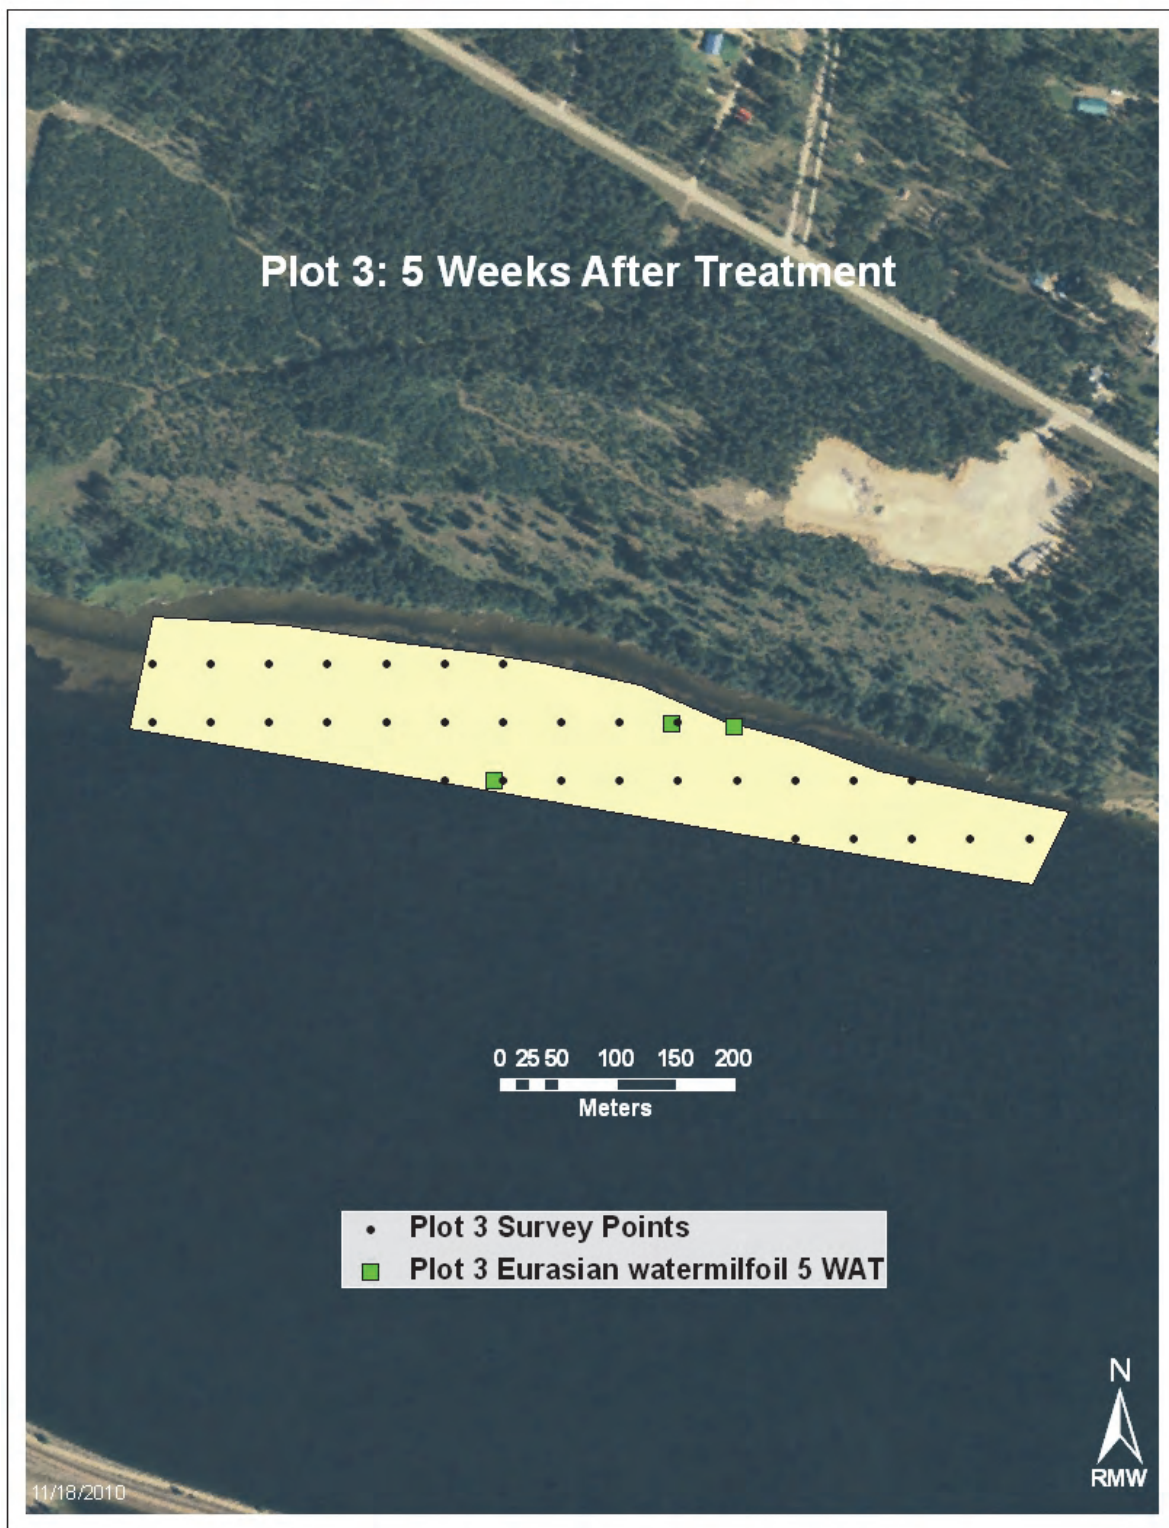 Plot 3: 5 Weeks After Treatment
0 25 50 100 150 200
Meters
Plot 3 Survey Points
Plot 3 Eurasian watermilfoil 5 WAT
N
RMW
11/18/2010